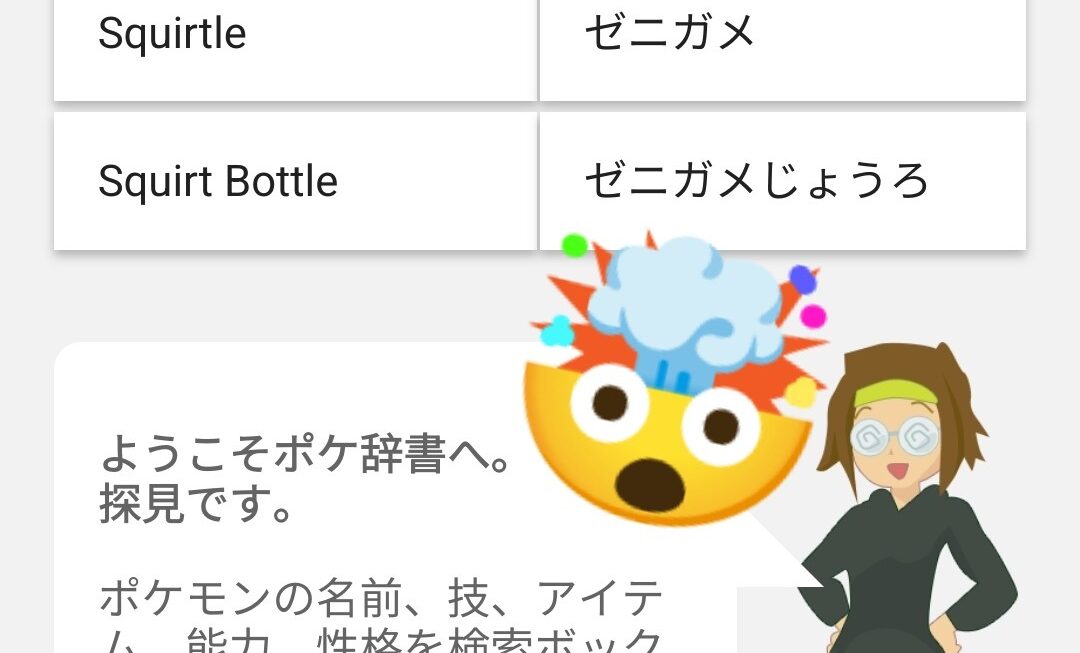 Squirtle
ゼニガメ
Squirt Bottle
ゼニガメじょうろ
ようこそポケ辞書へ。
探見です。
ポケモンの名前、技、アイテ
ム、能力、性格を検索ボック